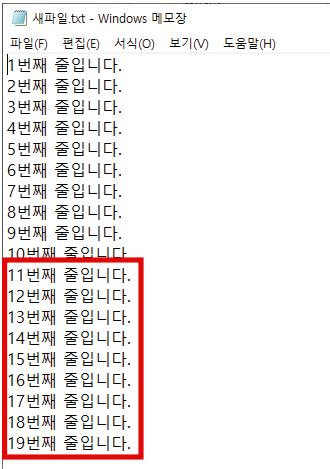 새파일.txt - Windows 메모장
파일(F) 편집(E) 서식(O) 보기(V) 도움말(H)
1번째 줄입니다.
2번째 줄입니다.
3번째 줄입니다.
4번째 줄입니다.
5번째 줄입니다.
6번째 줄입니다.
7번째 줄입니다.
8번째 줄입니다.
9번째 줄입니다.
10번째 줄입니다.
11번째 줄입니다.
12번째 줄입니다.
13번째 줄입니다.
14번째 줄입니다.
15번째 줄입니다.
16번째 줄입니다.
17번째 줄입니다.
18번째 줄입니다.
19번째 줄입니다.